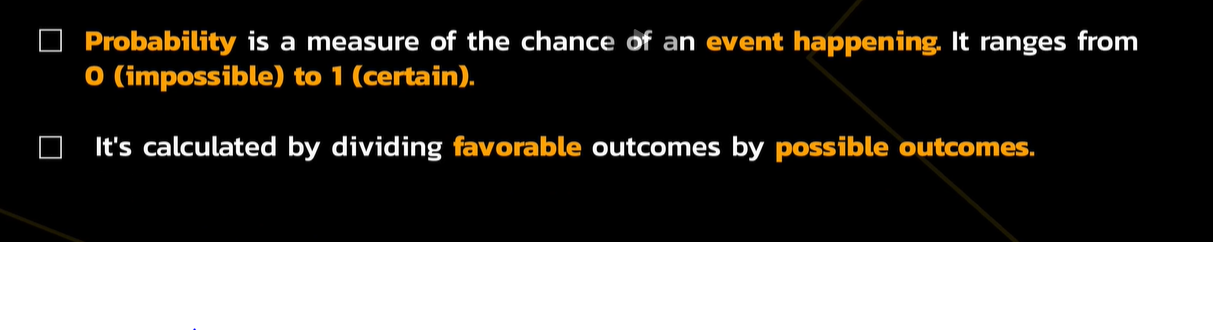 Probability is a measure of the chance of an event happening. It ranges from
0 (impossible) to 1 (certain).
It's calculated by dividing favorable outcomes by possible outcomes.